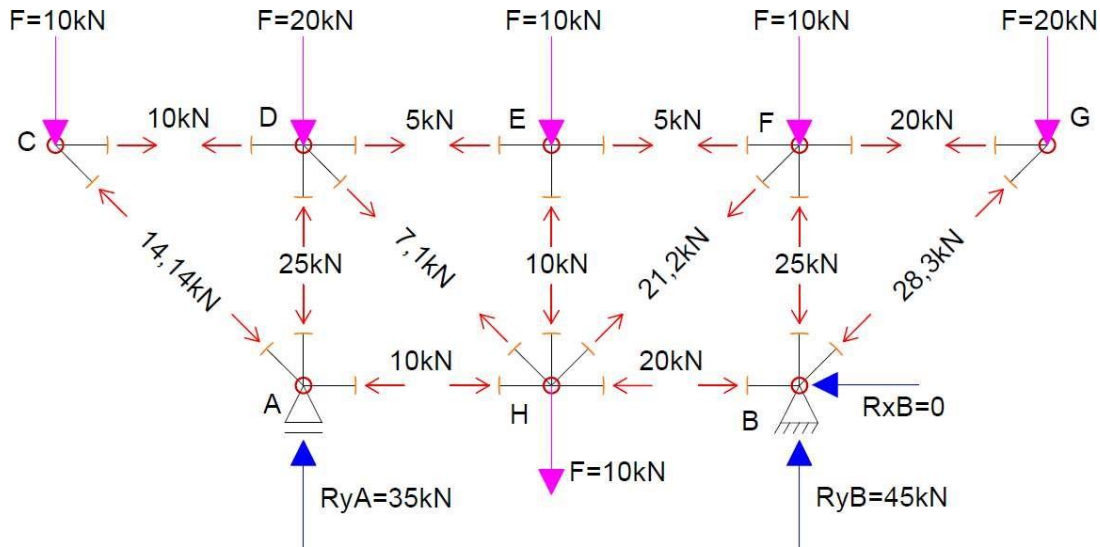 F=10kN
F=20kN
F=10kN
F=10kN
F=20kN
C
10kN
D
5kN
E
5kN
F
20kN
G
14,14kN
25kN
7,1kN
10kN
21,2kN
25kN
28,3kN
10kN
20kN
A
H
B
RxB=0
F=10kN
RyA=35kN
RyB=45kN